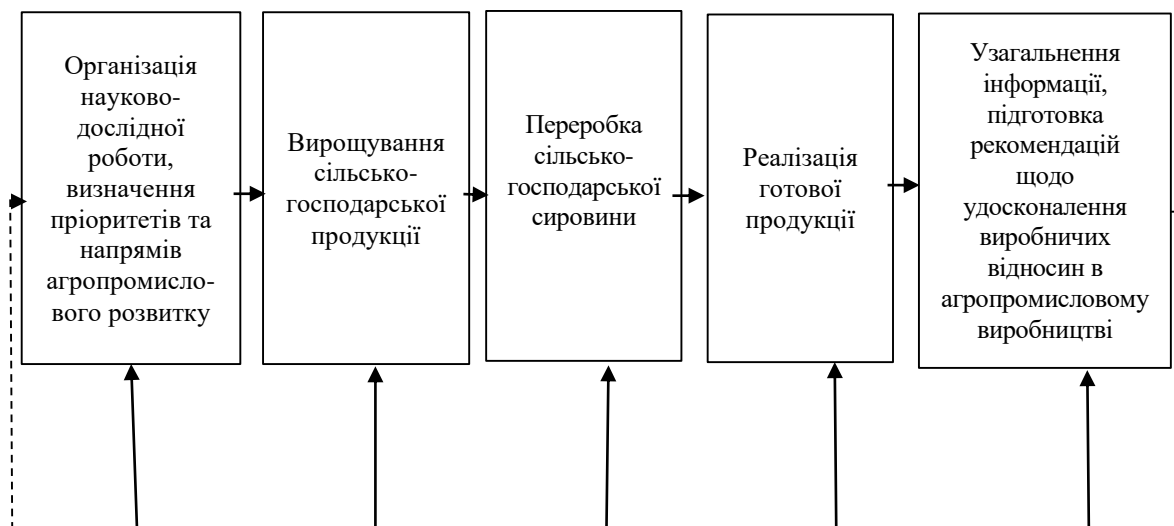 Організація
науково-
дослідної
роботи,
визначення
пріоритетів та
напрямів
агропромисло-
вого розвитку
Вирощування
сільсько-
господарської
продукції
Переробка
сільсько-
господарської
сировини
Реалізація
готової
продукції
Узагальнення
інформації,
підготовка
рекомендацій
щодо
удосконалення
виробничих
відносин в
агропромисловому
виробництві